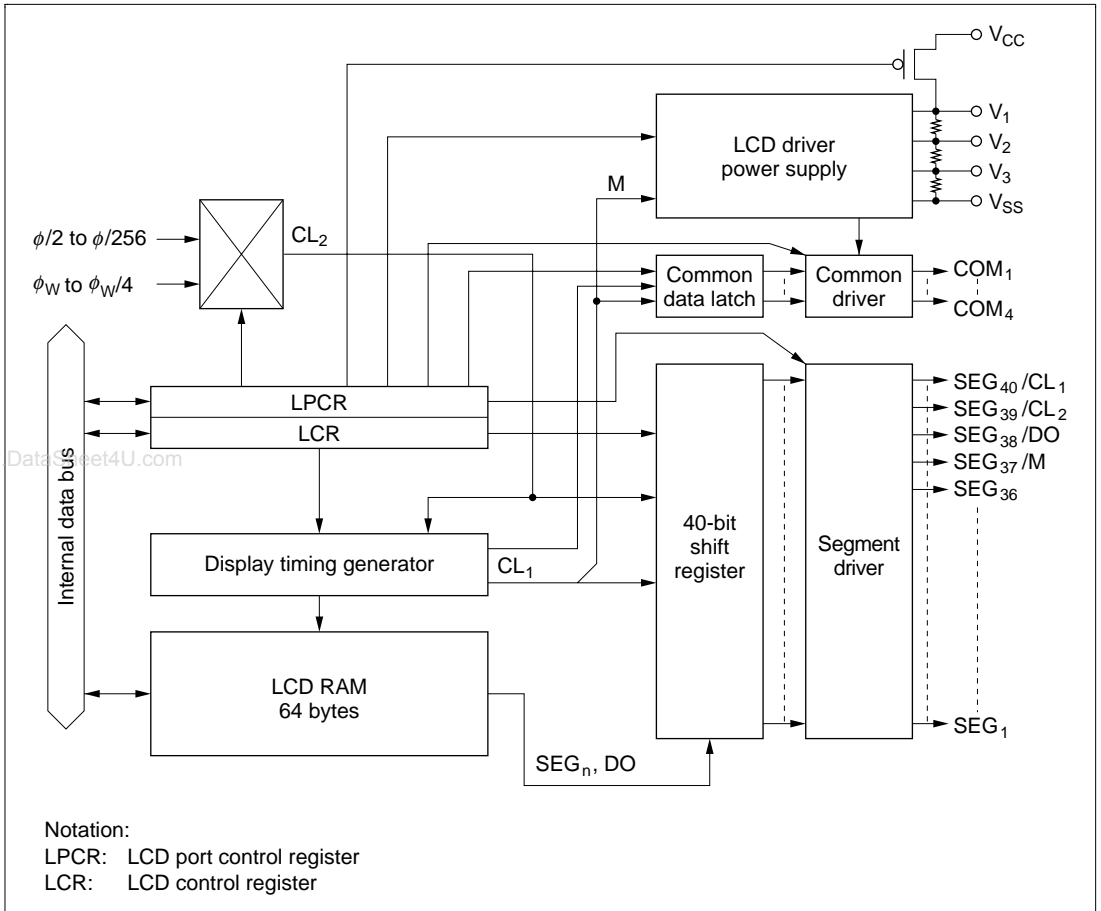 V_CC
V_1
V_2
V_3
V_SS
LCD driver
power supply
M
ϕ/2 to ϕ/256
CL_2
ϕ_W to ϕ_W/4
Common
data latch
Common
driver
COM_1
COM_4
LPCR
LCR
SEG_40/CL_1
SEG_39/CL_2
SEG_38/DO
SEG_37/M
SEG_36
DataSheet4U.com
Internal data bus
40-bit
shift
register
Segment
driver
Display timing generator
CL_1
LCD RAM
64 bytes
SEG_1
SEG_n, DO
Notation:
LPCR: LCD port control register
LCR: LCD control register